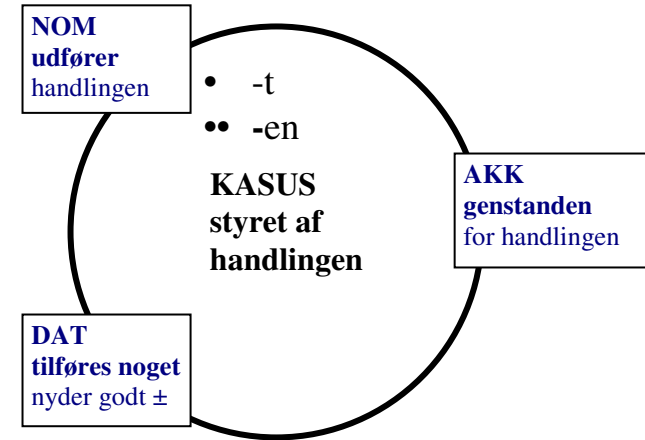 NOM
udfører
handlingen
• -t
•• -en
KASUS
styret af
handlingen
AKK
genstanden
for handlingen
DAT
tilføres noget
nyder godt ±